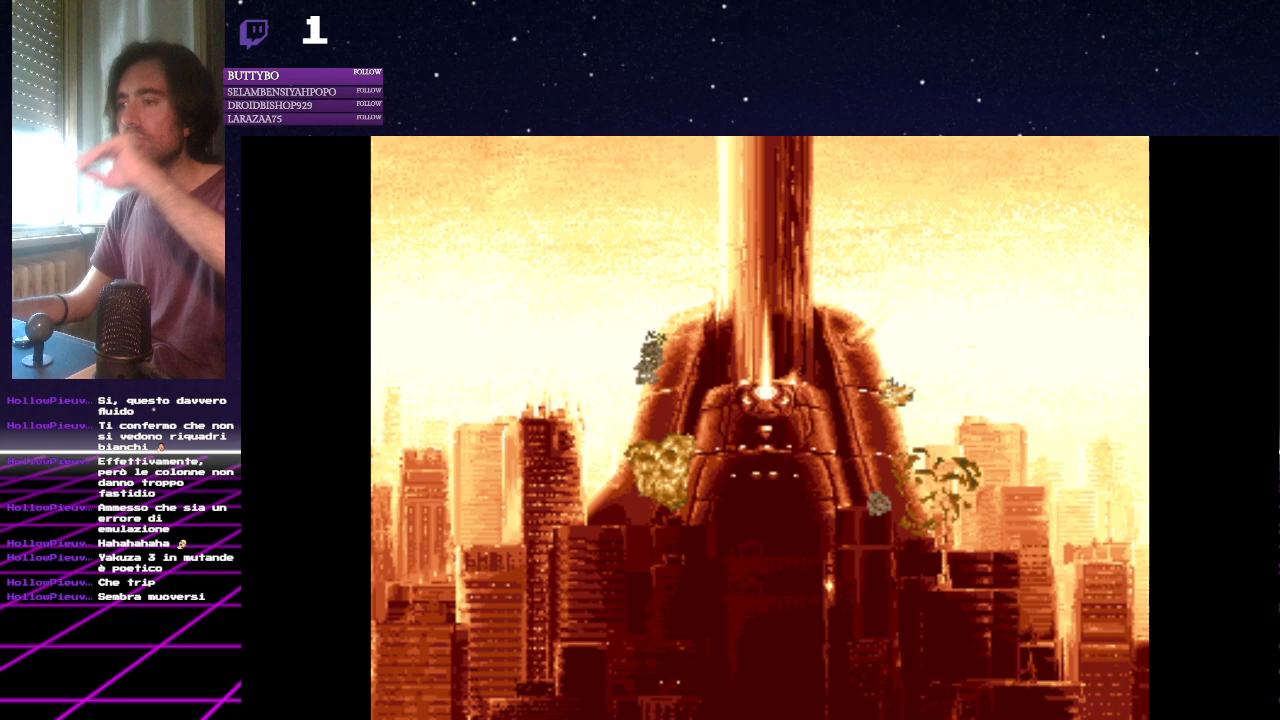 1
BUTTYBO FOLLOW
SELAMBENSIYAHPOPO FOLLOW
DROIDBISHOP929 FOLLOW
LARAZAA75 FOLLOW
HollowPieuv… Si, questo davvero
fluido
HollowPieuv… Ti confermo che non
si vedono riquadri
bianchi
HollowPieuv… Effettivamente,
però le colonne non
danno troppo
fastidio
HollowPieuv… Ammesso che sia un
errore di
emulazione
HollowPieuv… Hahahahaha
HollowPieuv… Yakuza 3 in mutande
è poetico
HollowPieuv… Che trip
HollowPieuv… Sembra muoversi